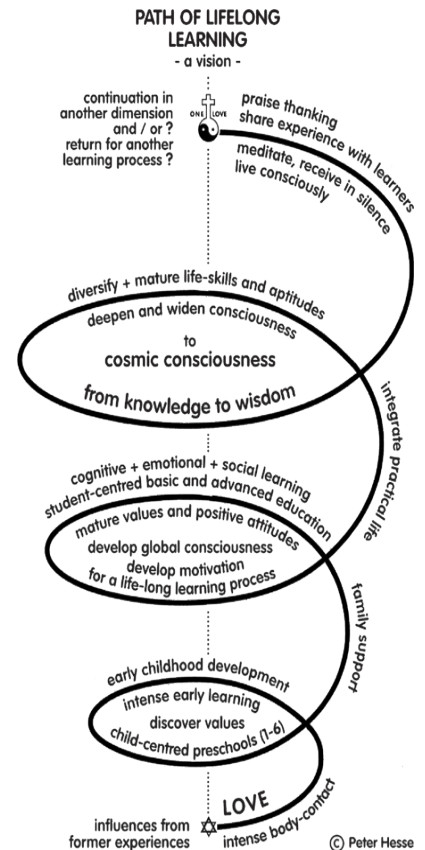 PATH OF LIFELONG
LEARNING
- a vision -
continuation in
another dimension
and / or ?
return for another
learning process ?
ONE LOVE
praise thanking
share experience with learners
meditate, receive in silence
live consciously
diversify + mature life-skills and aptitudes
deepen and widen consciousness
to
cosmic consciousness
from knowledge to wisdom
integrate practical life
cognitive + emotional + social learning
student-centred basic and advanced education
mature values and positive attitudes
develop global consciousness
develop motivation
for a life-long learning process
family support
early childhood development
intense early learning
discover values
child-centred preschools (1-6)
LOVE
intense body-contact
influences from
former experiences
© Peter Hesse